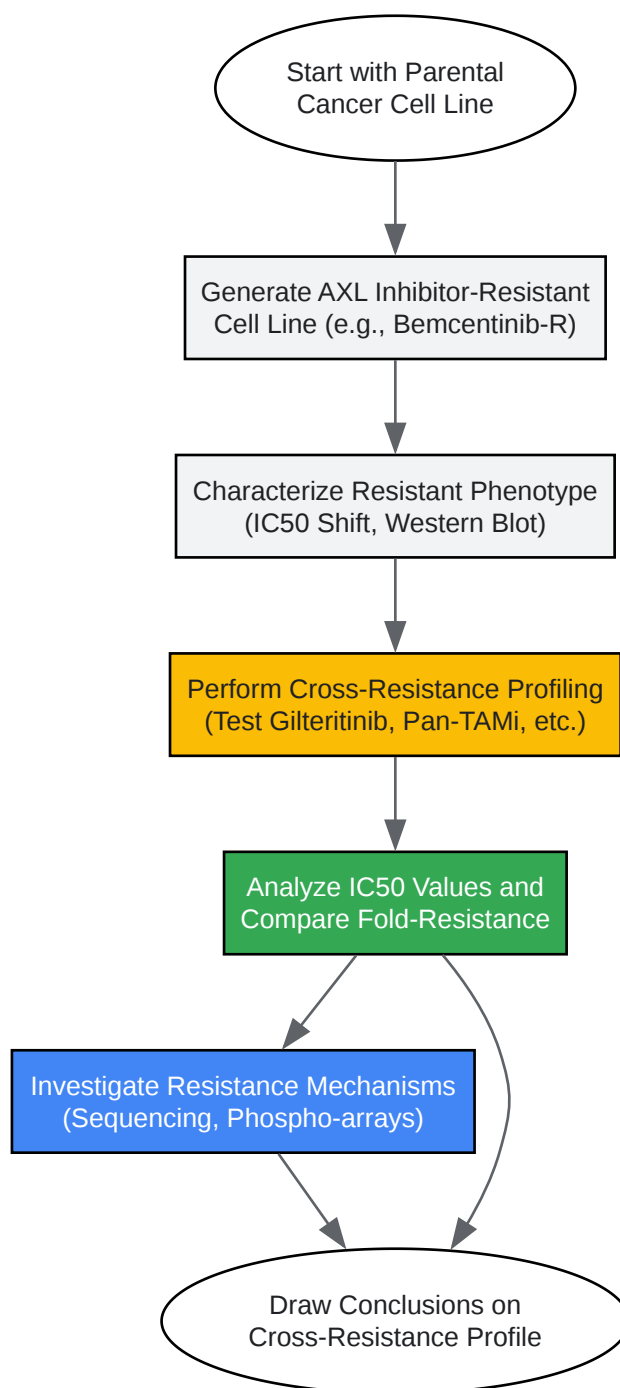 Start with Parental
Cancer Cell Line
Generate AXL Inhibitor-Resistant
Cell Line (e.g., Bemcentinib-R)
Characterize Resistant Phenotype
(IC50 Shift, Western Blot)
Perform Cross-Resistance Profiling
(Test Gilteritinib, Pan-TAMi, etc.)
Analyze IC50 Values and
Compare Fold-Resistance
Investigate Resistance Mechanisms
(Sequencing, Phospho-arrays)
Draw Conclusions on
Cross-Resistance Profile